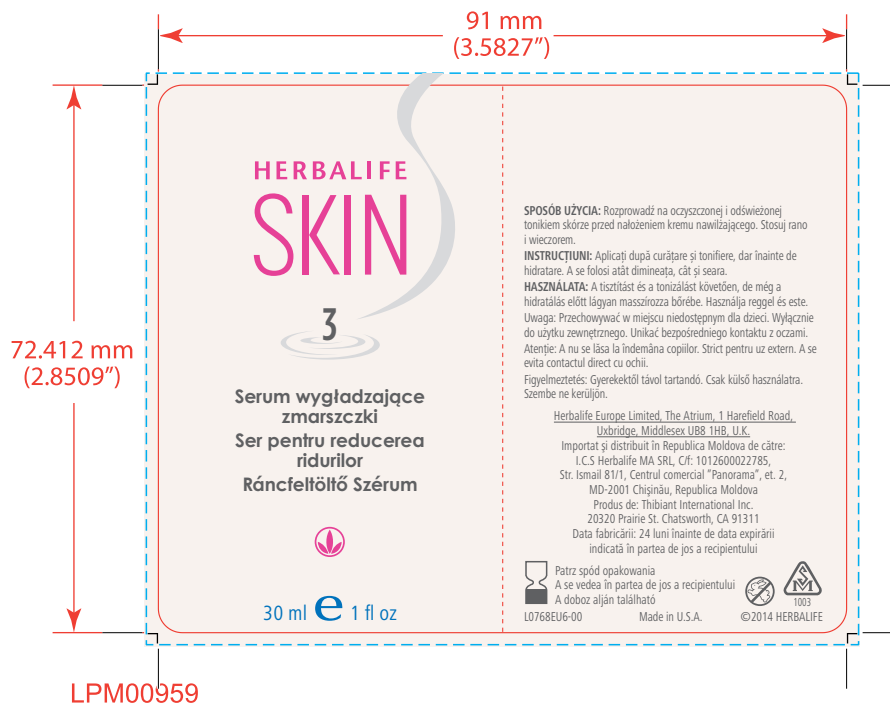 91 mm
(3.5827”)
72.412 mm
(2.8509”)
HERBALIFE
SKIN
3
Serum wygładzające
zmarszczki
Ser pentru reducerea
ridurilor
Ráncfeltöltő Szérum
30 ml e 1 fl oz
SPOSÓB UŻYCIA: Rozprowadź na oczyszczonej i odświeżonej
tonikiem skórze przed nałożeniem kremu nawilżającego. Stosuj rano
i wieczorem.
INSTRUCŢIUNI: Aplicaţi după curăţare şi tonifiere, dar înainte de
hidratare. A se folosi atât dimineaţa, cât şi seara.
HASZNÁLATA: A tisztítást és a tonizálást követően, de még a
hidratálás előtt lágyan masszírozza bőrébe. Használja reggel és este.
Uwaga: Przechowywać w miejscu niedostępnym dla dzieci. Wyłącznie
do użytku zewnętrznego. Unikać bezpośredniego kontaktu z oczami.
Atenţie: A nu se lăsa la îndemâna copiilor. Strict pentru uz extern. A se
evita contactul direct cu ochii.
Figyelmeztetés: Gyerekektől távol tartandó. Csak külső használatra.
Szembe ne kerüljön.
Herbalife Europe Limited, The Atrium, 1 Harefield Road,
Uxbridge, Middlesex UB8 1HB, U.K.
Importat şi distribuit în Republica Moldova de către:
I.C.S Herbalife MA SRL, C/f: 1012600022785,
Str. Ismail 81/1, Centrul comercial “Panorama”, et. 2,
MD-2001 Chişinău, Republica Moldova
Produs de: Thibiant International Inc.
20320 Prairie St. Chatsworth, CA 91311
Data fabricării: 24 luni înainte de data expirării
indicată în partea de jos a recipientului
Patrz spód opakowania
A se vedea în partea de jos a recipientului
A doboz alján található
SM
1003
L0768EU6-00 Made in U.S.A. ©2014 HERBALIFE
LPM00959